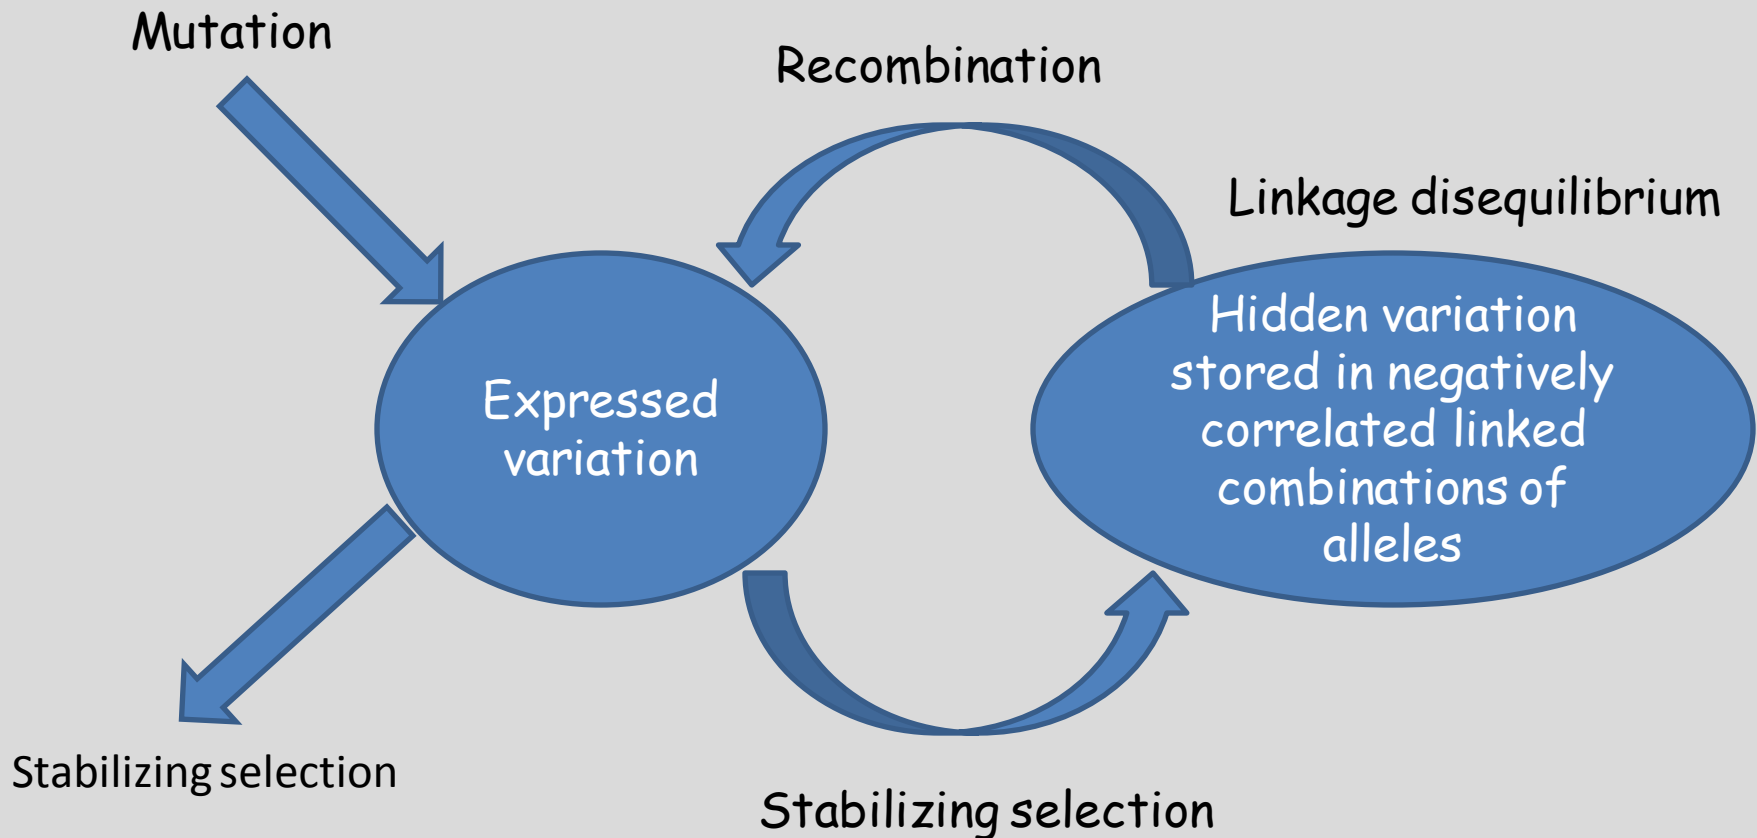 Mutation
Recombination
Linkage disequilibrium
Expressed
variation
Hidden variation
stored in negatively
correlated linked
combinations of
alleles
Stabilizing selection
Stabilizing selection